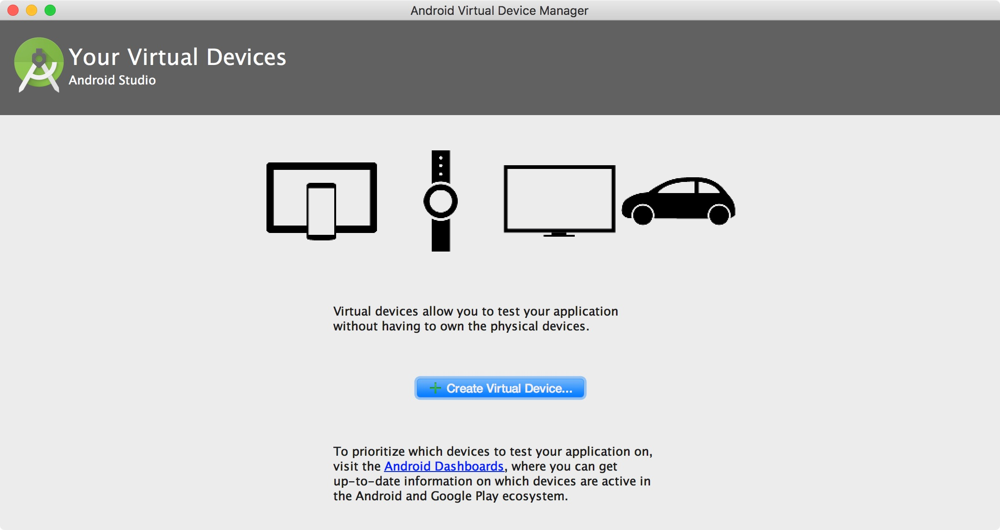 Android Virtual Device Manager
Your Virtual Devices
Android Studio
Virtual devices allow you to test your application
without having to own the physical devices.
Create Virtual Device...
To prioritize which devices to test your application on,
visit the Android Dashboards, where you can get
up-to-date information on which devices are active in
the Android and Google Play ecosystem.